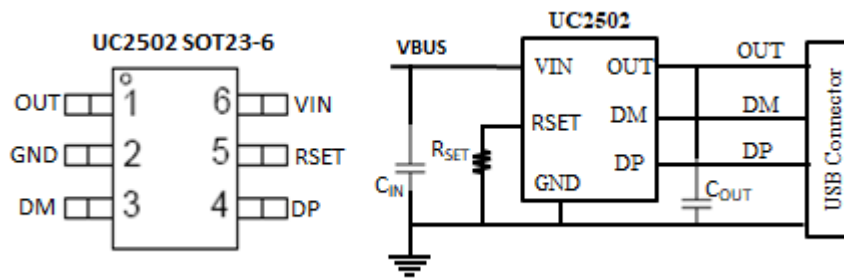 UC2502 SOT23-6
OUT 1 6 VIN
GND 2 5 RSET
DM 3 4 DP
UC2502
VBUS
VIN OUT OUT
RSET DM DM
RSET
DP DP
CIN
GND
COUT
USB Connector